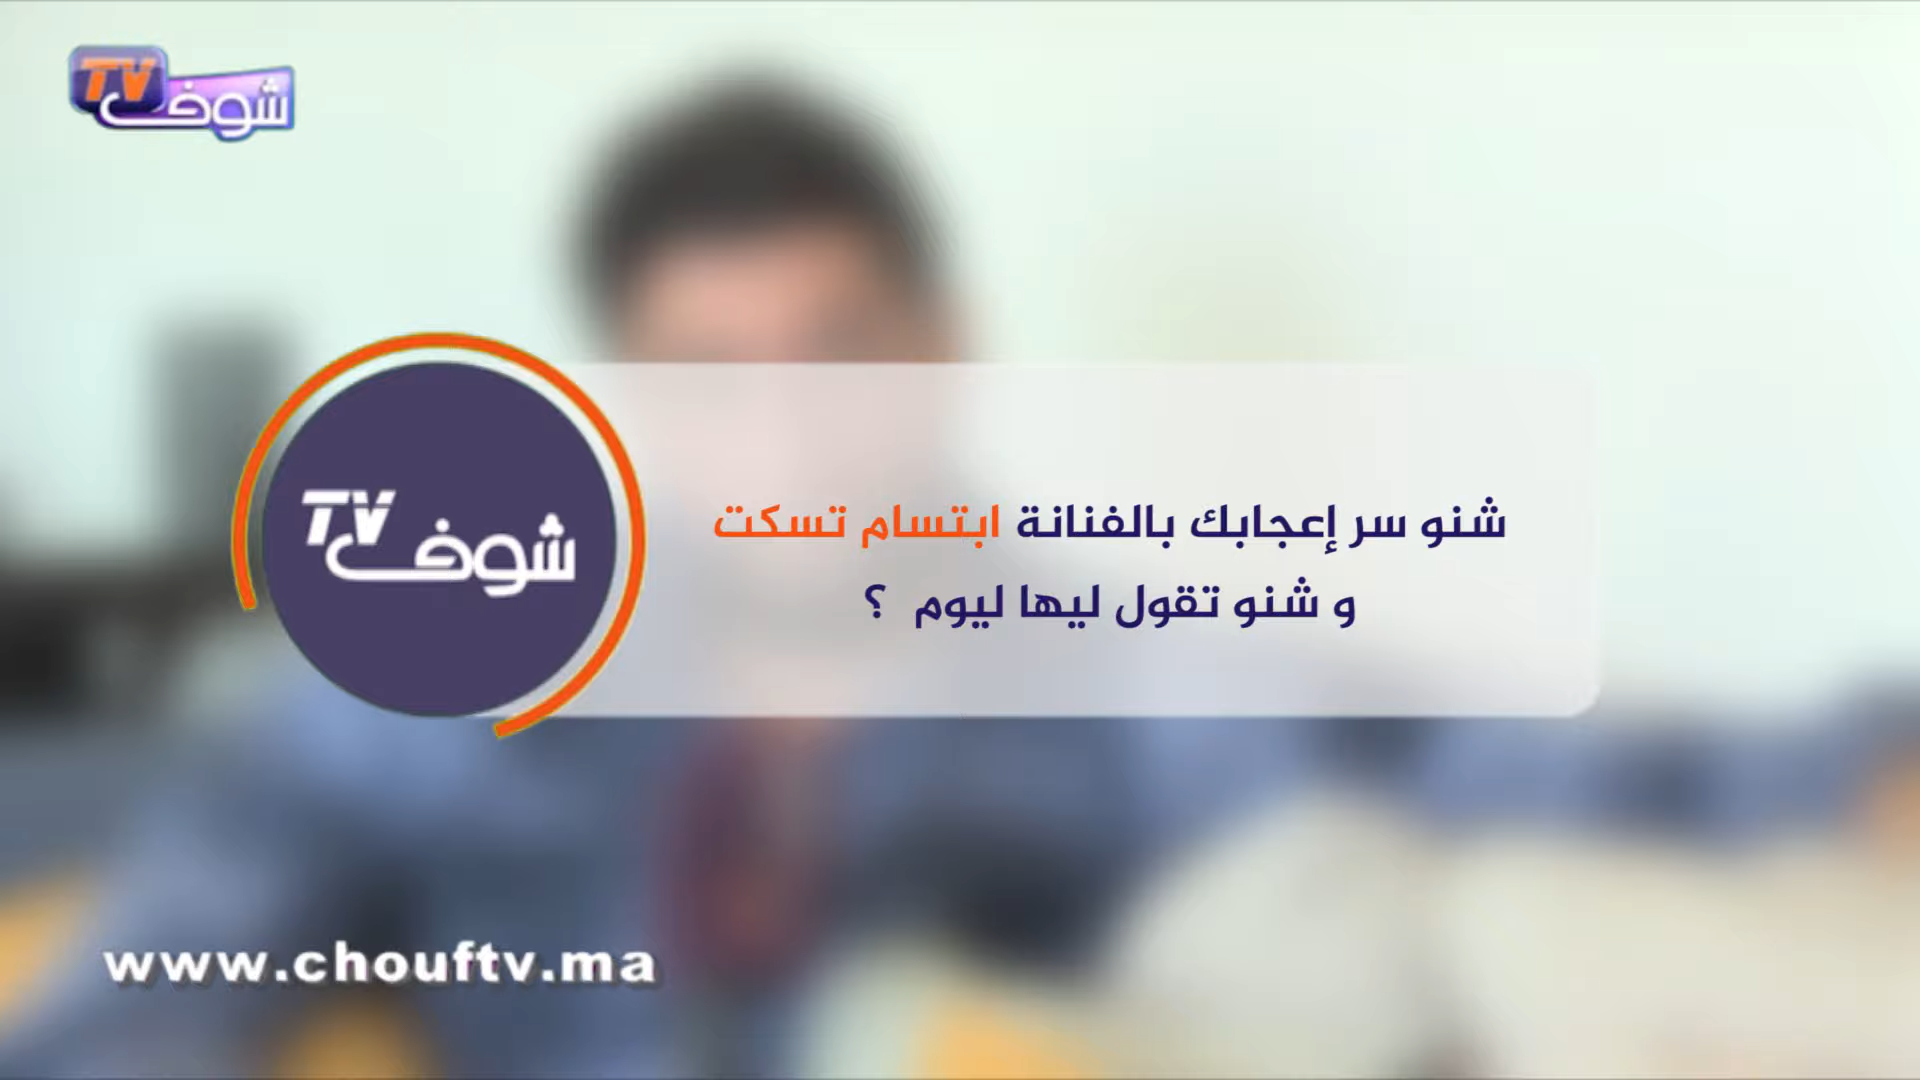 TV شوف
شنو سر إعجابك بالفنانة ابتسام تسكت
و شنو تقول ليها ليوم ؟
TV شوف
www.chouftv.ma